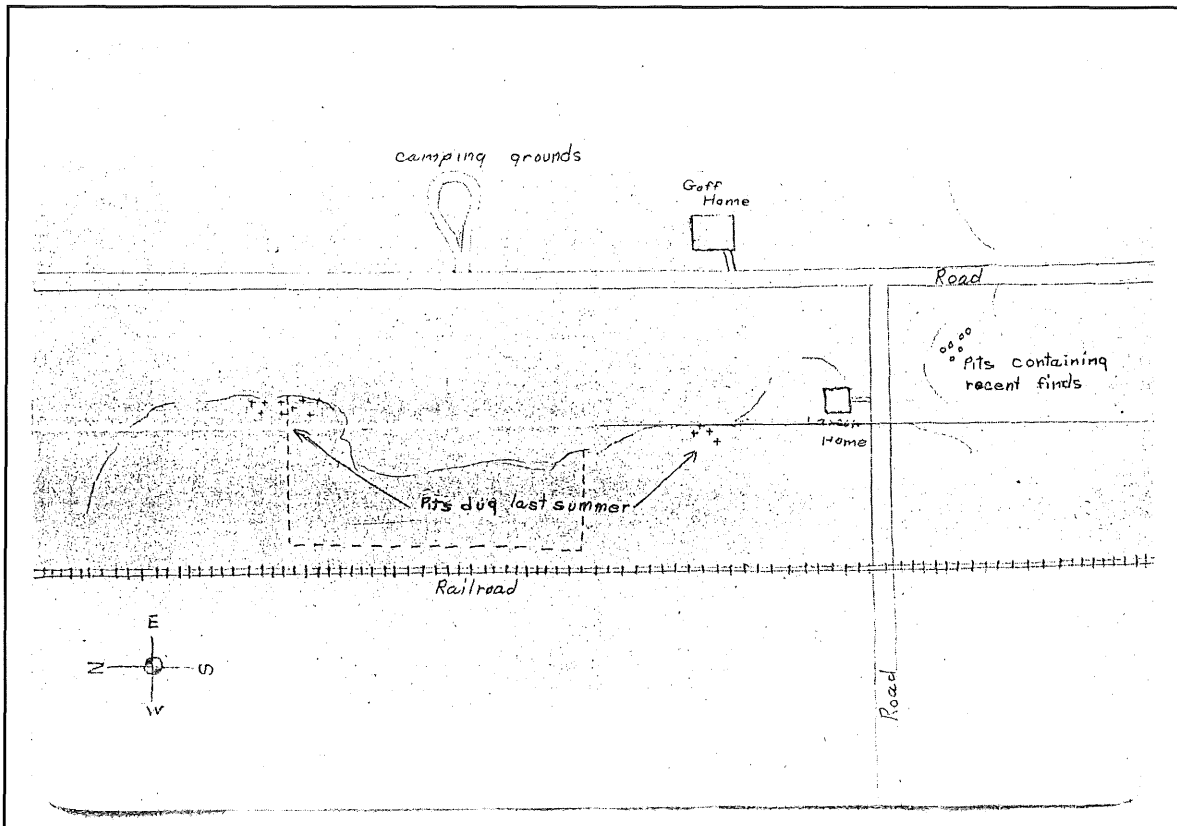 camping grounds
Goff
Home
Road
Pits containing
recent finds
Home
Pits dug last summer
Railroad
E
N
S
W
Road